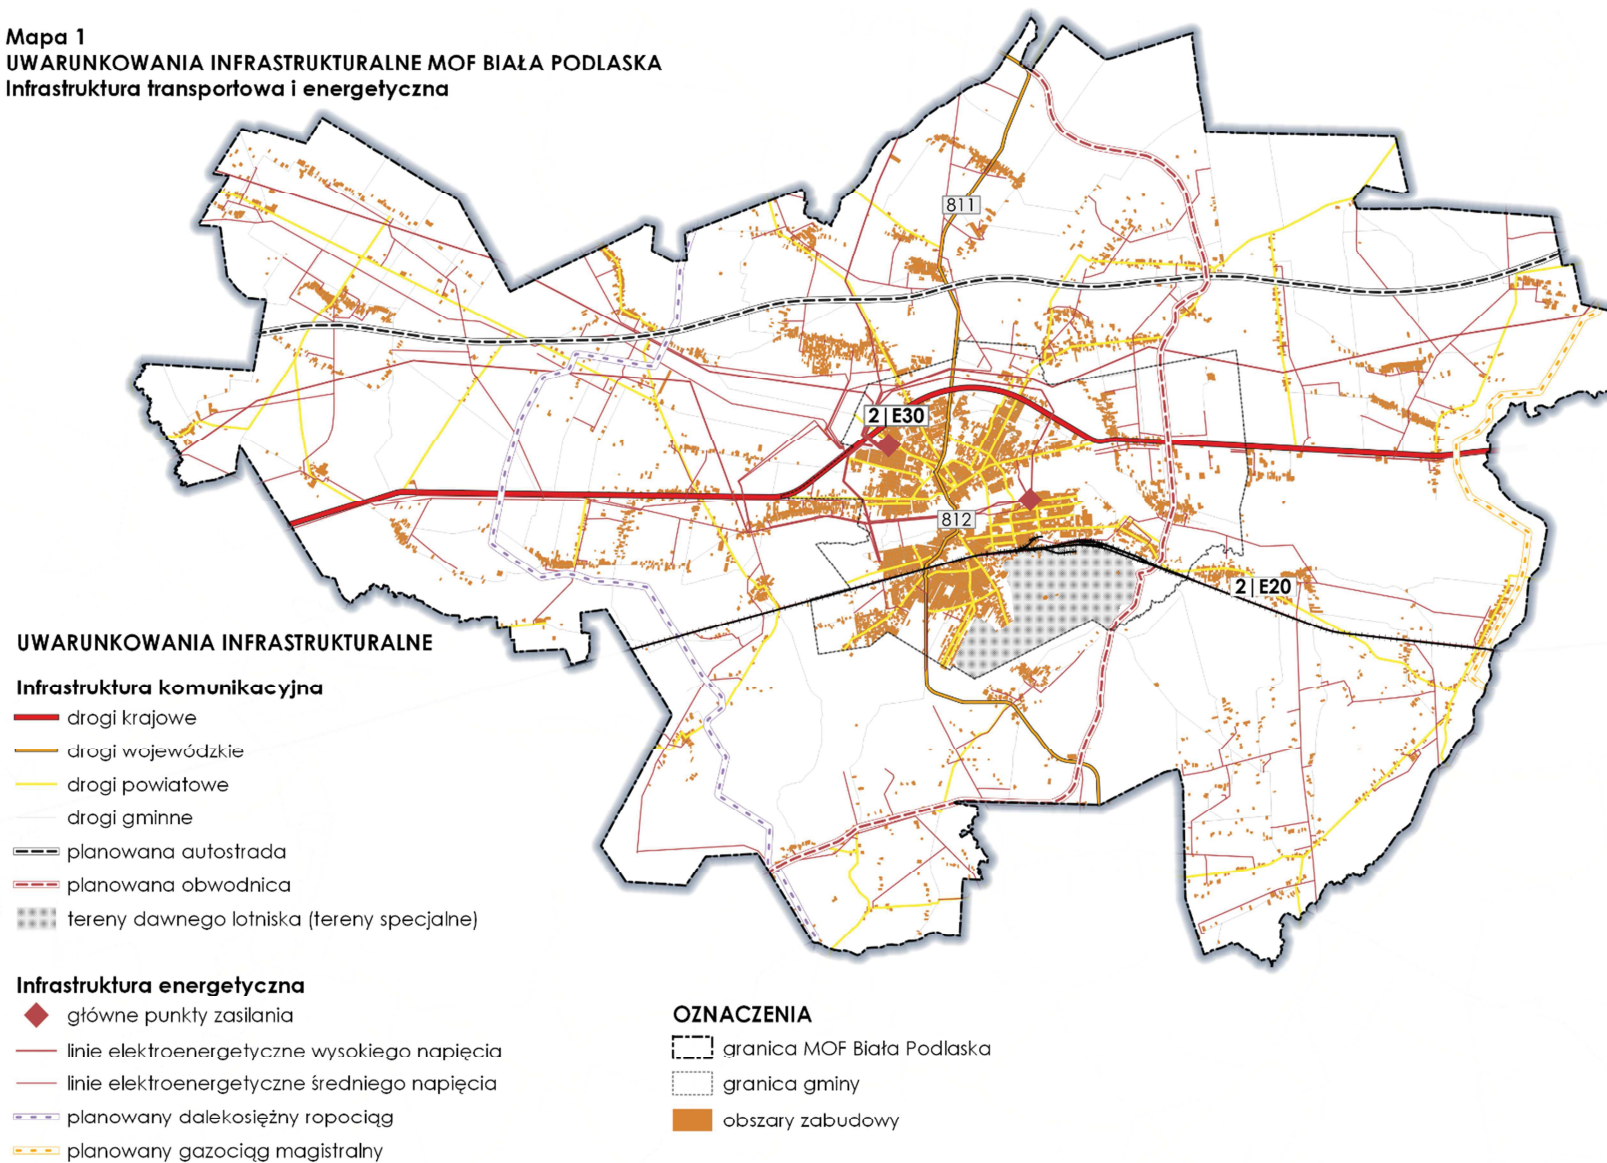 Mapa 1
UWARUNKOWANIA INFRASTRUKTURALNE MOF BIAŁA PODLASKA
Infrastruktura transportowa i energetyczna
811
2|E30
812
2|E20
UWARUNKOWANIA INFRASTRUKTURALNE
Infrastruktura komunikacyjna
drogi krajowe
drogi wojewódzkie
drogi powiatowe
drogi gminne
planowana autostrada
planowana obwodnica
tereny dawnego lotniska (tereny specjalne)
Infrastruktura energetyczna
główne punkty zasilania
linie elektroenergetyczne wysokiego napięcia
linie elektroenergetyczne średniego napięcia
planowany dalekosiężny ropociąg
planowany gazociąg magistralny
OZNACZENIA
granica MOF Biała Podlaska
granica gminy
obszary zabudowy